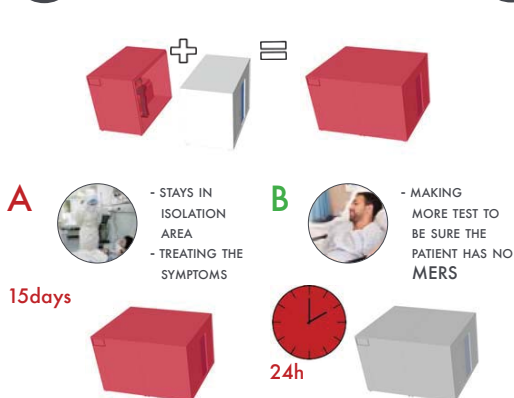 A
- STAYS IN
ISOLATION
AREA
- TREATING THE
SYMPTOMS
15days
B
- MAKING
MORE TEST TO
BE SURE THE
PATIENT HAS NO
MERS
24h